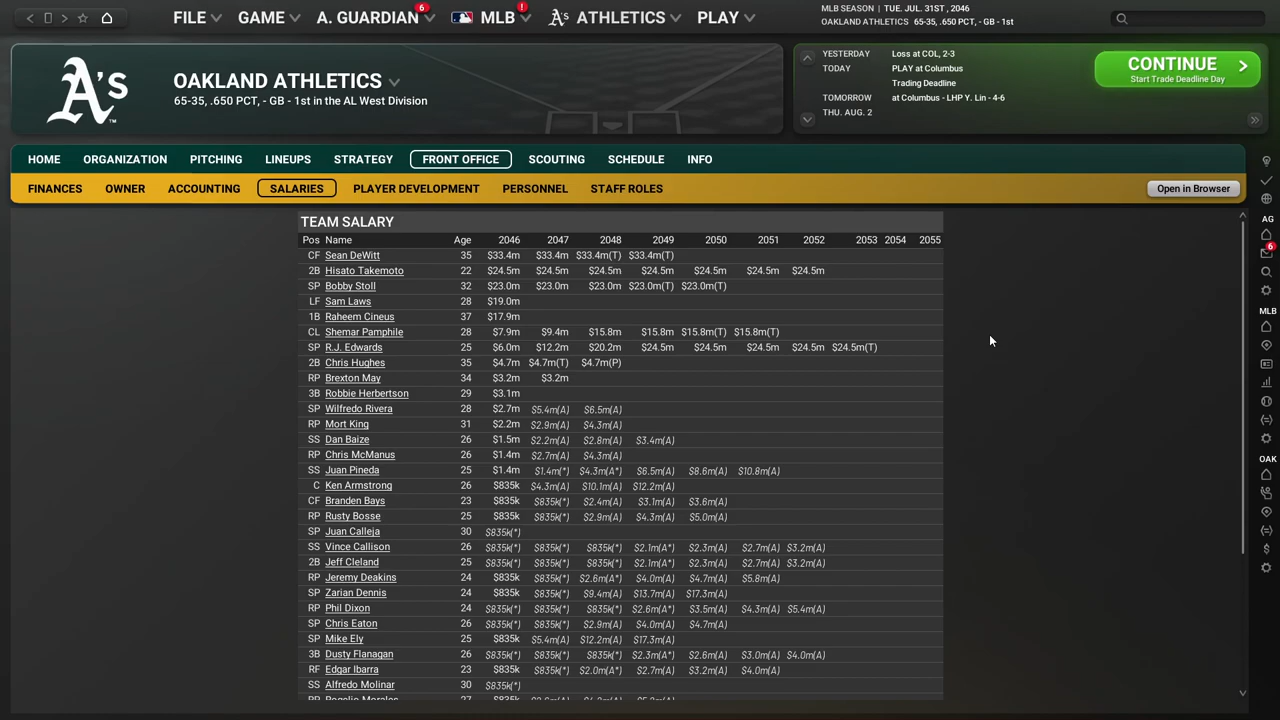 FILE GAME A. GUARDIAN 6 MLB ! A's ATHLETICS PLAY
MLB SEASON | TUE. JUL. 31ST , 2046
OAKLAND ATHLETICS 65-35, .650 PCT, - GB - 1st
A's
OAKLAND ATHLETICS
65-35, .650 PCT, - GB - 1st in the AL West Division
YESTERDAY Loss at COL, 2-3
TODAY PLAY at Columbus
Trading Deadline
TOMORROW at Columbus - LHP Y. Lin - 4-6
THU. AUG. 2
CONTINUE
Start Trade Deadline Day
HOME ORGANIZATION PITCHING LINEUPS STRATEGY FRONT OFFICE SCOUTING SCHEDULE INFO
FINANCES OWNER ACCOUNTING SALARIES PLAYER DEVELOPMENT PERSONNEL STAFF ROLES Open in Browser
TEAM SALARY
Pos Name Age 2046 2047 2048 2049 2050 2051 2052 2053 2054 2055
CF Sean DeWitt 35 $33.4m $33.4m $33.4m(T) $33.4m(T)
2B Hisato Takemoto 22 $24.5m $24.5m $24.5m $24.5m $24.5m $24.5m $24.5m
SP Bobby Stoll 32 $23.0m $23.0m $23.0m $23.0m(T) $23.0m(T)
LF Sam Laws 28 $19.0m
1B Raheem Cineus 37 $17.9m
CL Shemar Pamphile 28 $7.9m $9.4m $15.8m $15.8m $15.8m(T) $15.8m(T)
SP R.J. Edwards 25 $6.0m $12.2m $20.2m $24.5m $24.5m $24.5m $24.5m $24.5m(T)
2B Chris Hughes 35 $4.7m $4.7m(T) $4.7m(P)
RP Brexton May 34 $3.2m $3.2m
3B Robbie Herbertson 29 $3.1m
SP Wilfredo Rivera 28 $2.7m $5.4m(A) $6.5m(A)
RP Mort King 31 $2.2m $2.9m(A) $4.3m(A)
SS Dan Baize 26 $1.5m $2.2m(A) $2.8m(A) $3.4m(A)
RP Chris McManus 26 $1.4m $2.7m(A) $4.3m(A)
SS Juan Pineda 25 $1.4m $1.4m(*) $4.3m(A*) $6.5m(A) $8.6m(A) $10.8m(A)
C Ken Armstrong 26 $835k $4.3m(A) $10.1m(A) $12.2m(A)
CF Branden Bays 23 $835k $835k(*) $2.4m(A) $3.1m(A) $3.6m(A)
RP Rusty Bosse 25 $835k $835k(*) $2.9m(A) $4.3m(A) $5.0m(A)
SP Juan Calleja 30 $835k(*)
SS Vince Callison 26 $835k(*) $835k(*) $835k(*) $2.1m(A*) $2.3m(A) $2.7m(A) $3.2m(A)
2B Jeff Cleland 25 $835k(*) $835k(*) $835k(*) $2.1m(A*) $2.3m(A) $2.7m(A) $3.2m(A)
RP Jeremy Deakins 24 $835k $835k(*) $2.6m(A*) $4.0m(A) $4.7m(A) $5.8m(A)
SP Zarian Dennis 24 $835k $835k(*) $9.4m(A) $13.7m(A) $17.3m(A)
RP Phil Dixon 24 $835k(*) $835k(*) $835k(*) $2.6m(A*) $3.5m(A) $4.3m(A) $5.4m(A)
SP Chris Eaton 26 $835k(*) $835k(*) $2.9m(A) $4.0m(A) $4.7m(A)
SP Mike Ely 25 $835k $5.4m(A) $12.2m(A) $17.3m(A)
3B Dusty Flanagan 26 $835k(*) $835k(*) $835k(*) $2.3m(A*) $2.6m(A) $3.0m(A) $4.0m(A)
RF Edgar Ibarra 23 $835k $835k(*) $2.0m(A*) $2.7m(A) $3.2m(A) $4.0m(A)
SS Alfredo Molinar 30 $835k(*)
AG
6
MLB
OAK